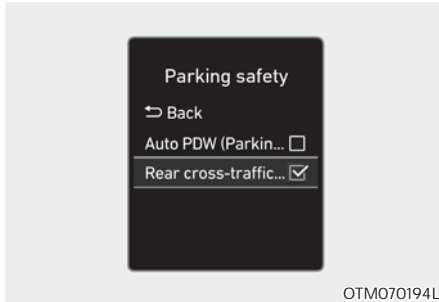 Parking safety
Back
Auto PDW (Parkin...
Rear cross-traffic...
OTM070194L